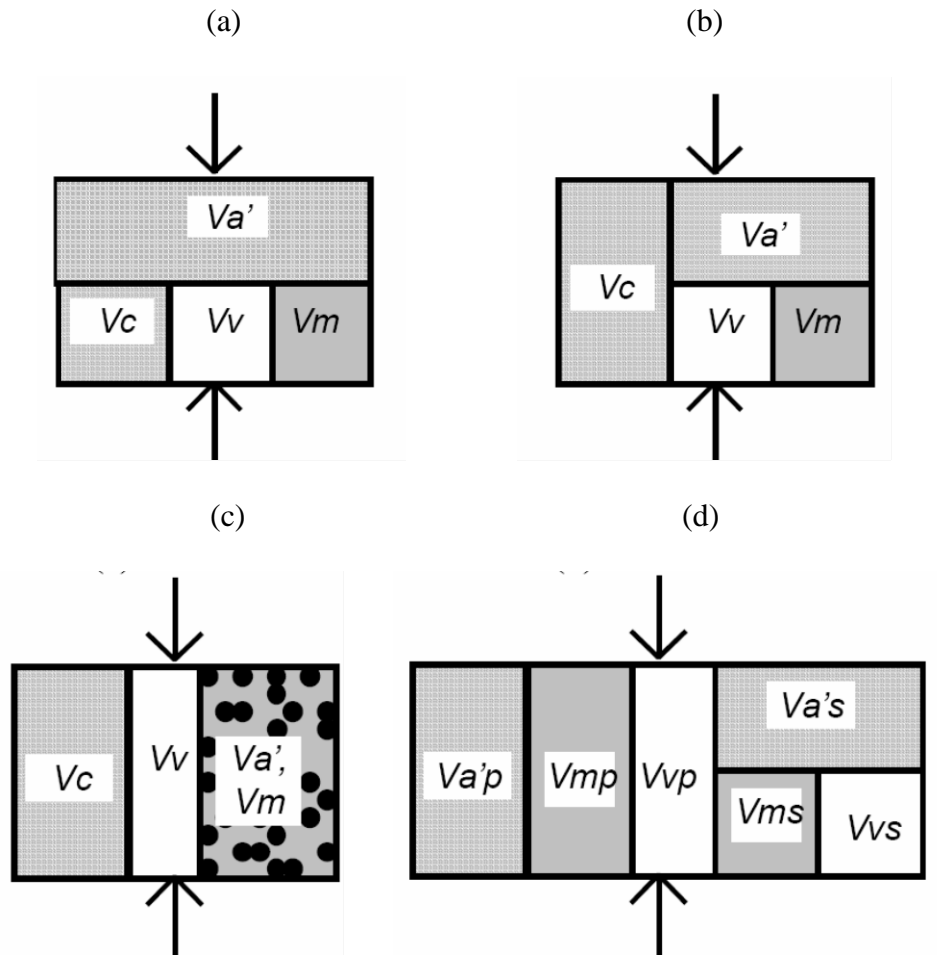 (a) (b)
Va'
Vc Vv Vm
Va'
Vc
Vv Vm
(c) (d)
Vc
Vv
Va',
Vm
Va's
Va'p Vmp Vvp
Vms Vvs